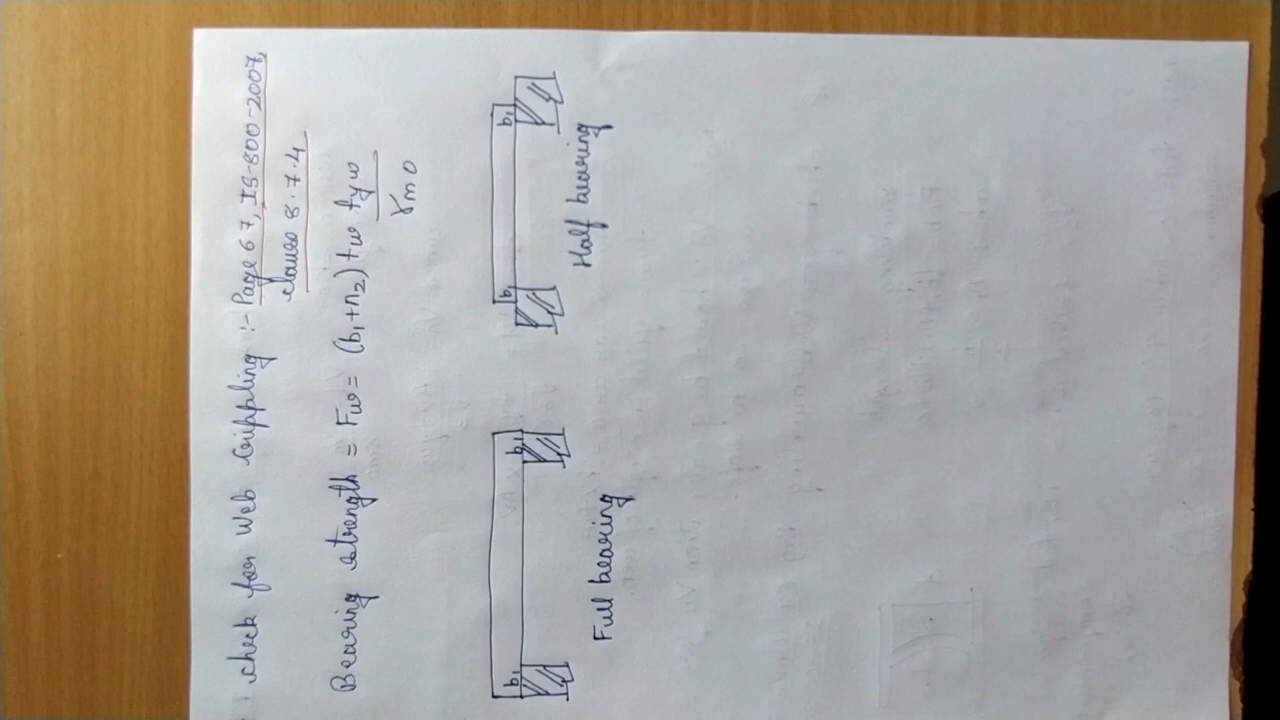 : check for Web Crippling :- Page 67, IS-800-2007,
clause 8.7.4
Bearing strength = Fw = (b₁+n₂) tw fyw
γm0
b₁ b₁ b₁ b₁
Full bearing Half bearing